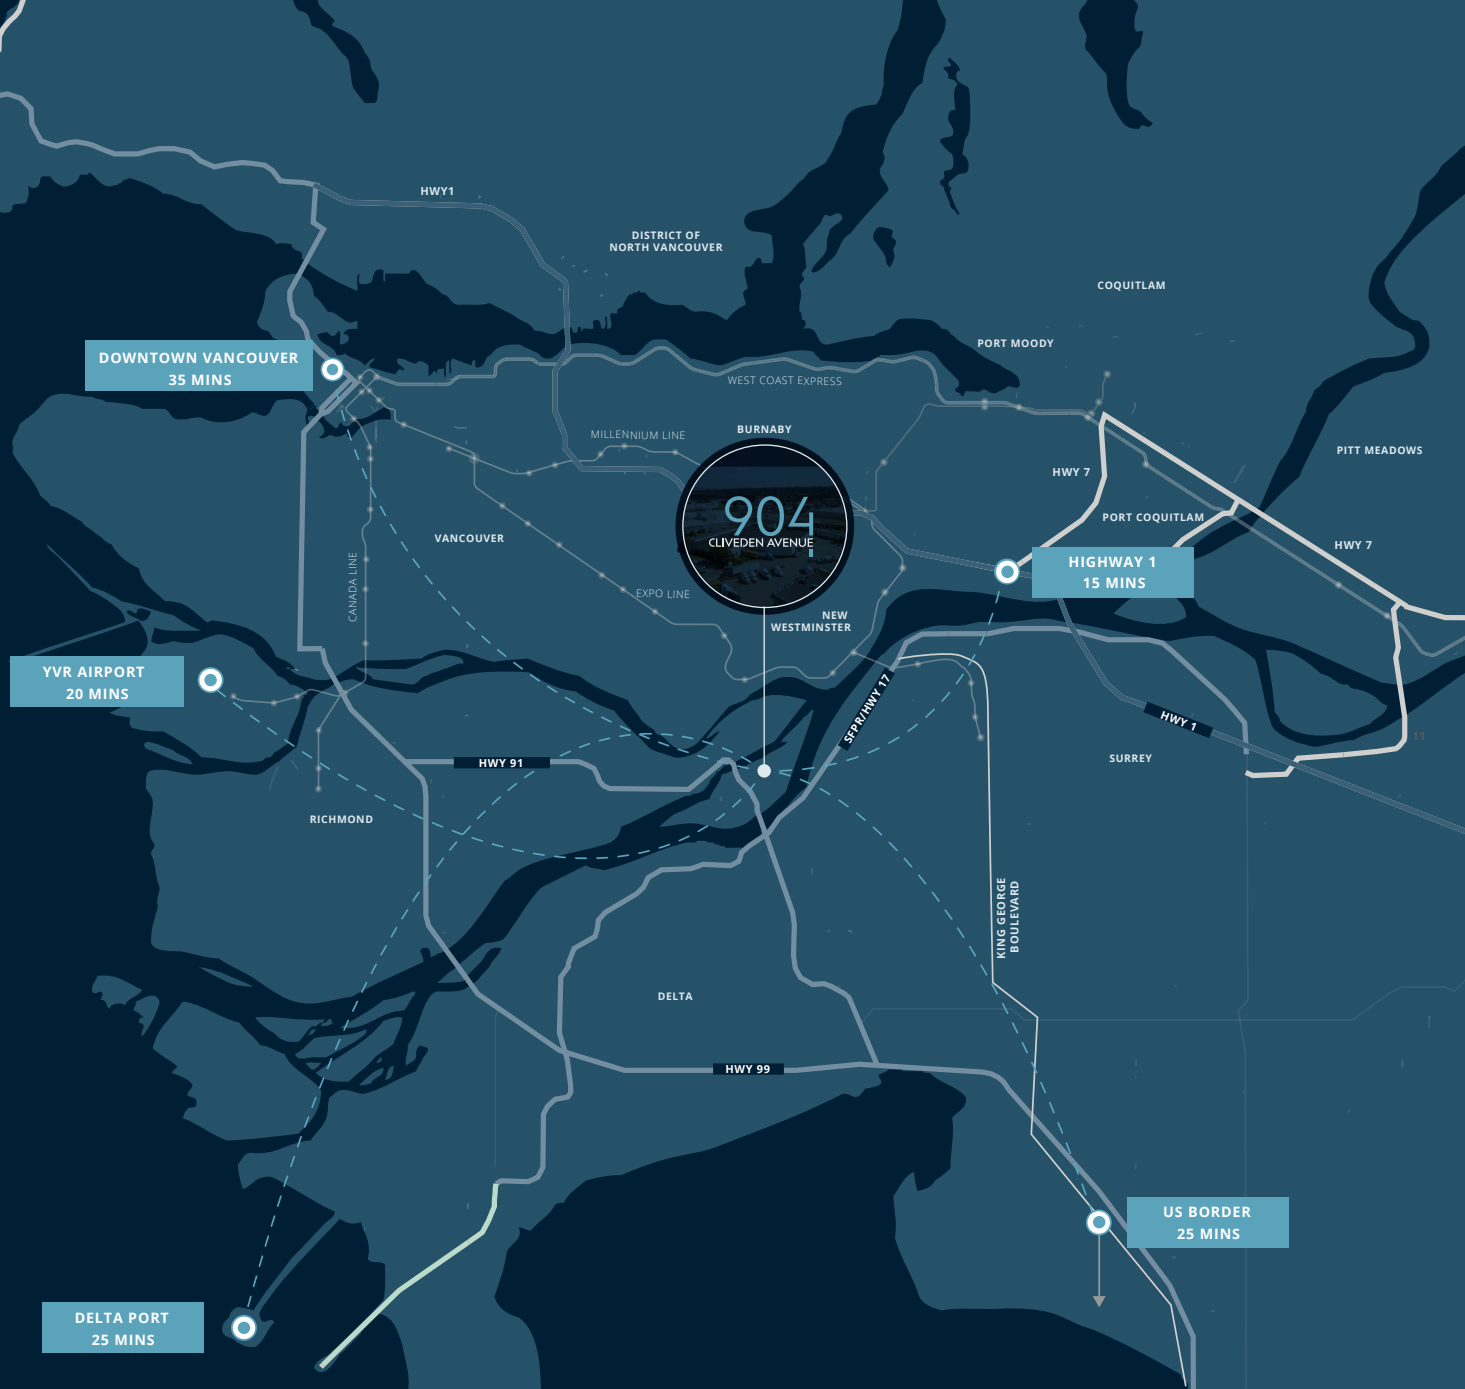 HWY1
DISTRICT OF
NORTH VANCOUVER
COQUITLAM
PORT MOODY
DOWNTOWN VANCOUVER
35 MINS
WEST COAST EXPRESS
MILLENNIUM LINE
BURNABY
PITT MEADOWS
HWY 7
904
CLIVEDEN AVENUE
PORT COQUITLAM
VANCOUVER
HWY 7
HIGHWAY 1
15 MINS
CANADA LINE
EXPO LINE
NEW
WESTMINSTER
YVR AIRPORT
20 MINS
SFPR/HWY 17
HWY 1
11
SURREY
HWY 91
RICHMOND
KING GEORGE
BOULEVARD
DELTA
HWY 99
US BORDER
25 MINS
DELTA PORT
25 MINS